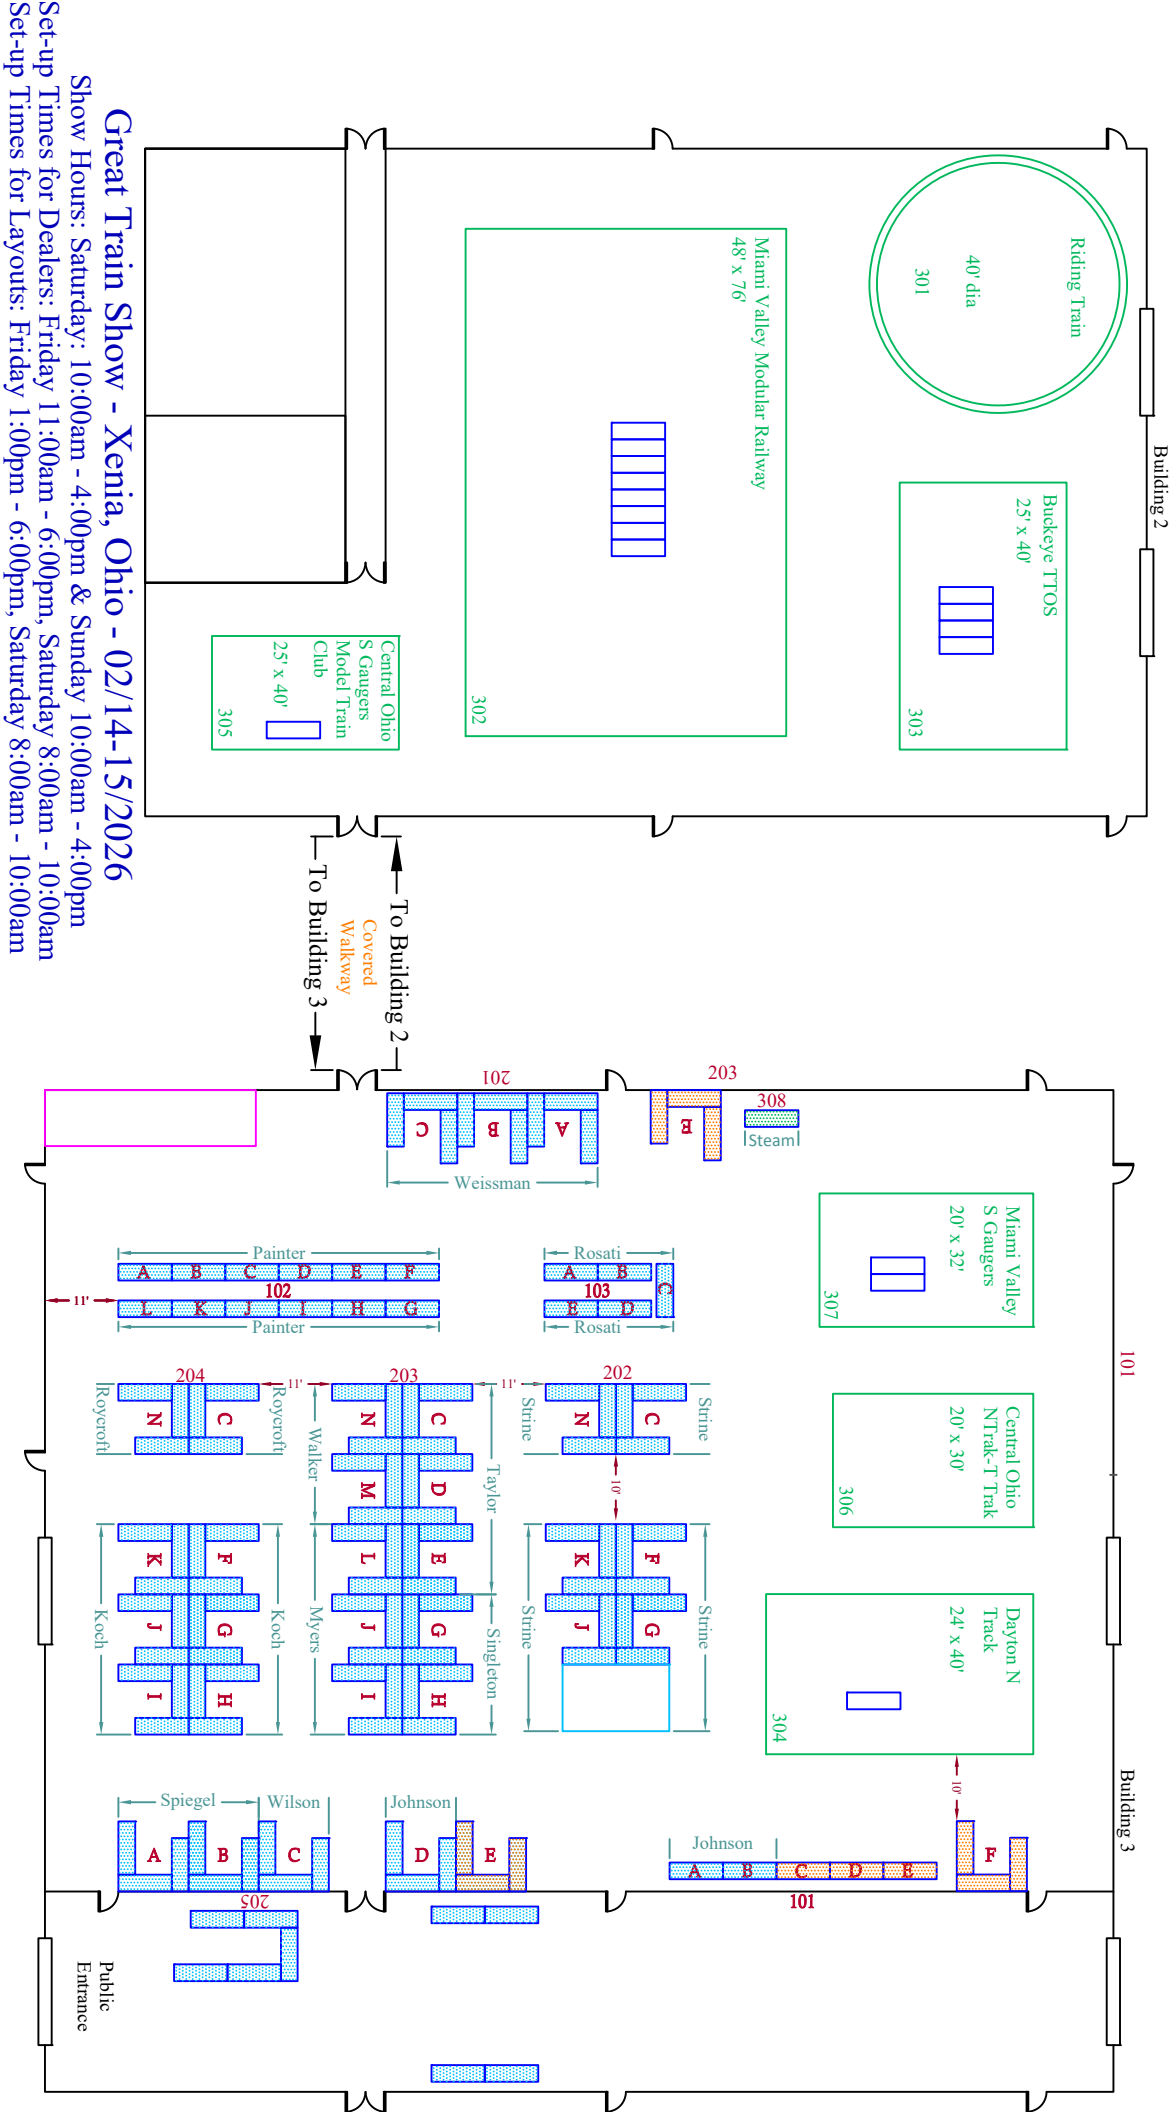 Great Train Show - Xenia, Ohio - 02/14-15/2026
Show Hours: Saturday: 10:00am - 4:00pm & Sunday 10:00am - 4:00pm
Set-up Times for Dealers: Friday 11:00am - 6:00pm, Saturday 8:00am - 10:00am
Set-up Times for Layouts: Friday 1:00pm - 6:00pm, Saturday 8:00am - 10:00am
Building 2
Riding Train
40' dia
301
Miami Valley Modular Railway
48' x 76'
302
Buckeye TTOS
25' x 40'
303
Central Ohio
S Gaugers
Model Train
Club
25' x 40'
305
To Building 2
Covered
Walkway
To Building 3
201
C
B
A
Weissman
203
E
308
Steam
Miami Valley
S Gaugers
20' x 32'
307
101
Central Ohio
NTrak-T Trak
20' x 30'
306
Dayton N
Track
24' x 40'
304
10'
Building 3
Painter
A B C D E F
102
L K J I H G
Painter
11'
Rosati
A B C
103
E D
Rosati
204
11'
203
11'
202
Roycroft
N C
Roycroft
Koch
K F
J G
I H
Koch
Walker
Myers
N C
M D
L E
J G
I H
Taylor
Singleton
Strine
N C
Strine
10'
Strine
K F
J G
Strine
Spiegel
Wilson
A B C
Johnson
D E
205
Johnson
A B C D E
F
101
Public
Entrance